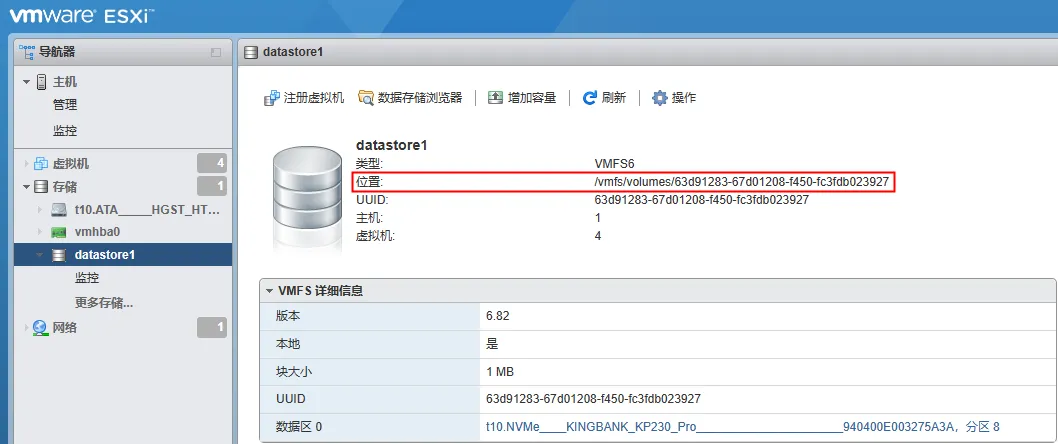 vmware® ESXi™
导航器
主机
管理
监控
虚拟机 4
存储 1
t10.ATA_____HGST_HT...
vmhba0
datastore1
监控
更多存储...
网络 1
datastore1
注册虚拟机 数据存储浏览器 增加容量 刷新 操作
datastore1
类型: VMFS6
位置: /vmfs/volumes/63d91283-67d01208-f450-fc3fdb023927
UUID: 63d91283-67d01208-f450-fc3fdb023927
主机: 1
虚拟机: 4
VMFS 详细信息
版本 6.82
本地 是
块大小 1 MB
UUID 63d91283-67d01208-f450-fc3fdb023927
数据区 0 t10.NVMe____KINGBANK_KP230_Pro______________________940400E003275A3A，分区 8